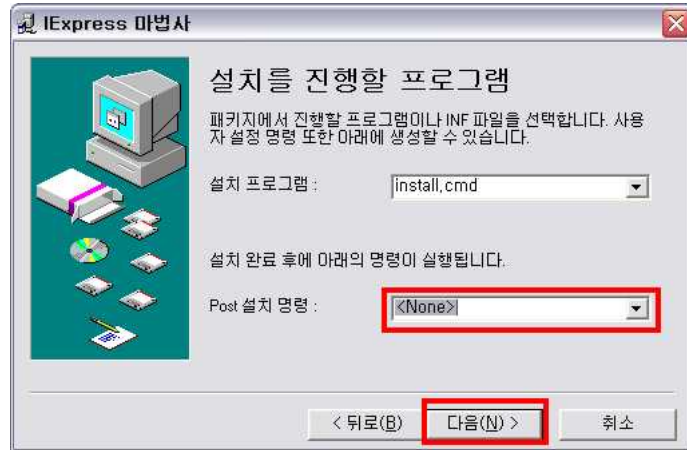 IExpress 마법사
설치를 진행할 프로그램
패키지에서 진행할 프로그램이나 INF 파일을 선택합니다. 사용
자 설정 명령 또한 아래에 생성할 수 있습니다.
설치 프로그램 : install.cmd
설치 완료 후에 아래의 명령이 실행됩니다.
Post 설치 명령 : <None>
< 뒤로(B) 다음(N) > 취소